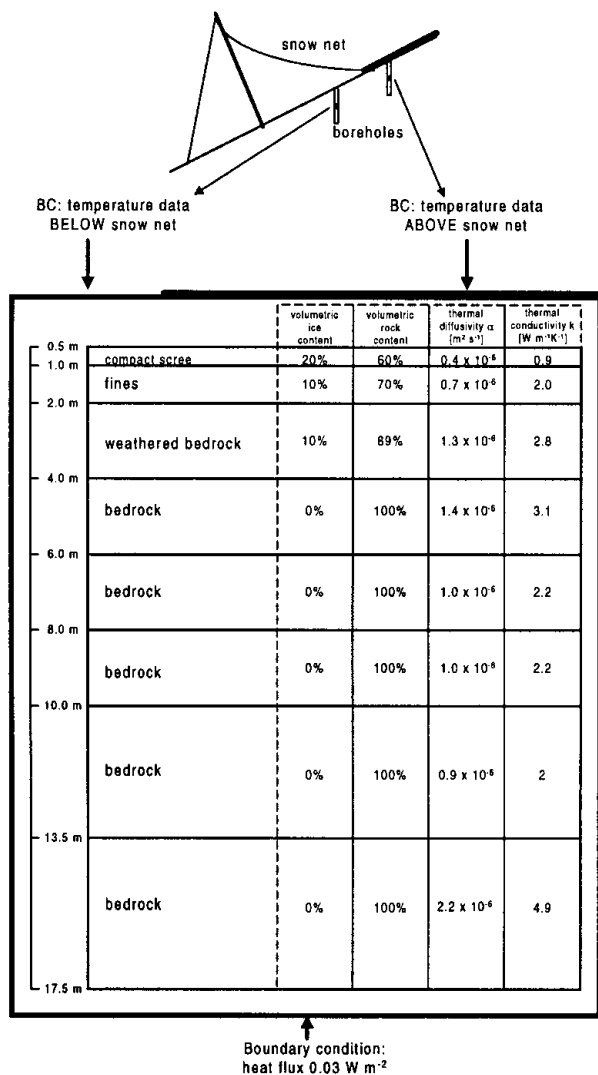 snow net
boreholes
BC: temperature data
BELOW snow net
BC: temperature data
ABOVE snow net
volumetric ice content
volumetric rock content
thermal diffusivity α [m² s⁻¹]
thermal conductivity k [W m⁻¹K⁻¹]
0.5 m
compact scree 20% 60% 0.4 x 10⁻⁶ 0.9
1.0 m
fines 10% 70% 0.7 x 10⁻⁶ 2.0
2.0 m
weathered bedrock 10% 89% 1.3 x 10⁻⁶ 2.8
4.0 m
bedrock 0% 100% 1.4 x 10⁻⁶ 3.1
6.0 m
bedrock 0% 100% 1.0 x 10⁻⁶ 2.2
8.0 m
bedrock 0% 100% 1.0 x 10⁻⁶ 2.2
10.0 m
bedrock 0% 100% 0.9 x 10⁻⁶ 2
13.5 m
bedrock 0% 100% 2.2 x 10⁻⁶ 4.9
17.5 m
Boundary condition:
heat flux 0.03 W m⁻²